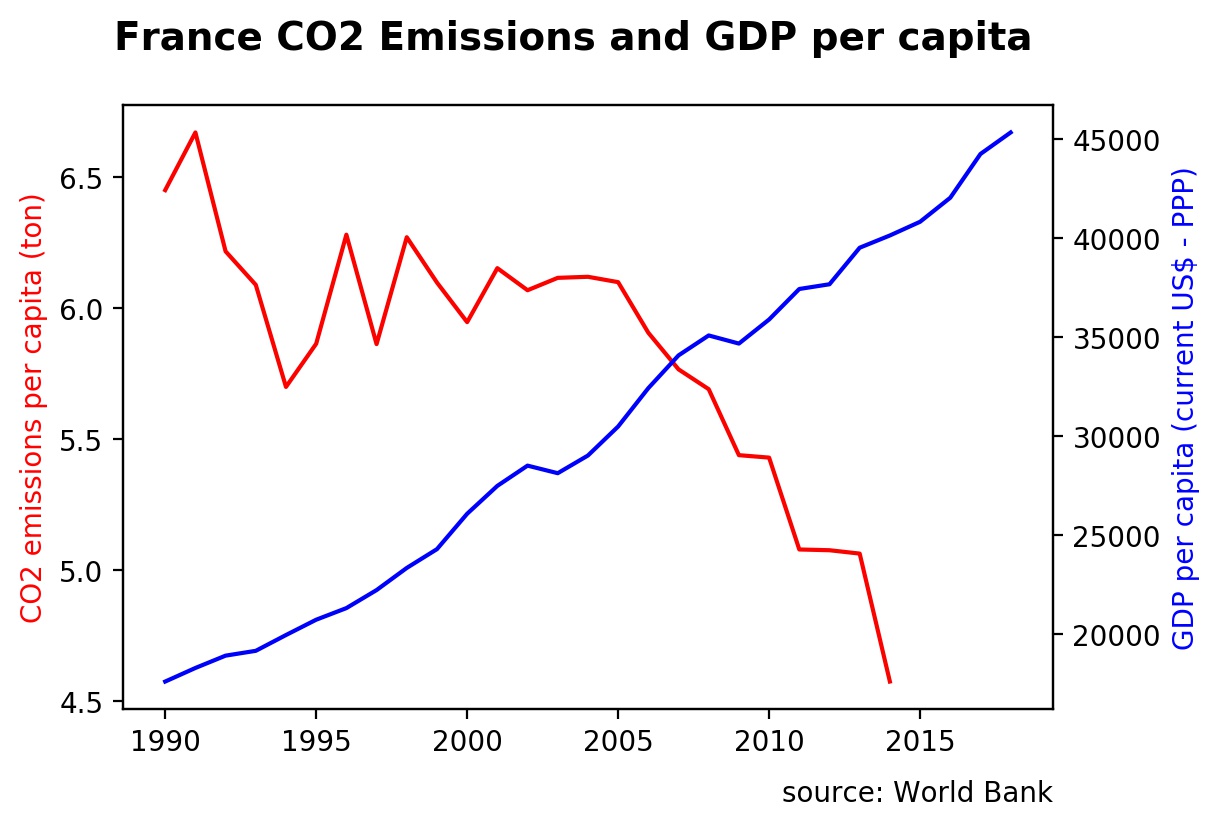 France CO2 Emissions and GDP per capita
CO2 emissions per capita (ton)
6.5
6.0
5.5
5.0
4.5
45000
40000
35000
30000
25000
20000
GDP per capita (current US$ - PPP)
1990 1995 2000 2005 2010 2015
source: World Bank